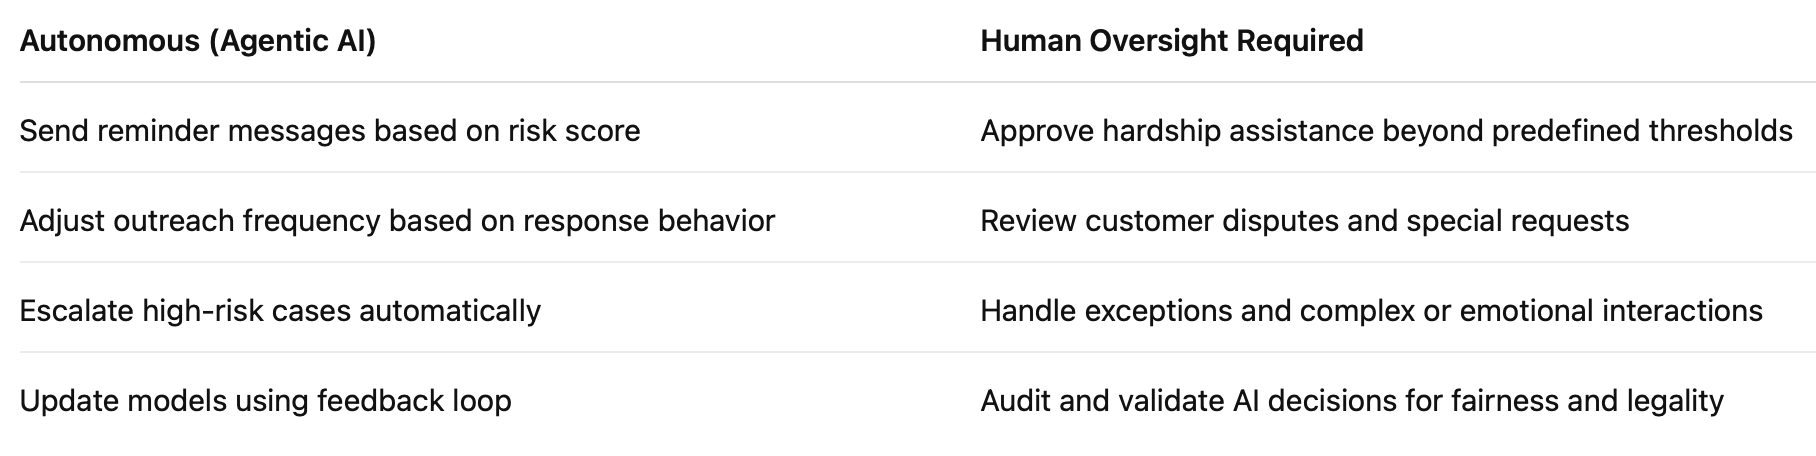 Autonomous (Agentic AI) Human Oversight Required
Send reminder messages based on risk score Approve hardship assistance beyond predefined thresholds
Adjust outreach frequency based on response behavior Review customer disputes and special requests
Escalate high-risk cases automatically Handle exceptions and complex or emotional interactions
Update models using feedback loop Audit and validate AI decisions for fairness and legality